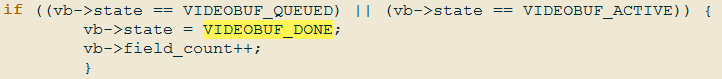 if ((vb->state == VIDEOBUF_QUEUED) || (vb->state == VIDEOBUF_ACTIVE)) {
        vb->state = VIDEOBUF_DONE;
        vb->field_count++;
        }